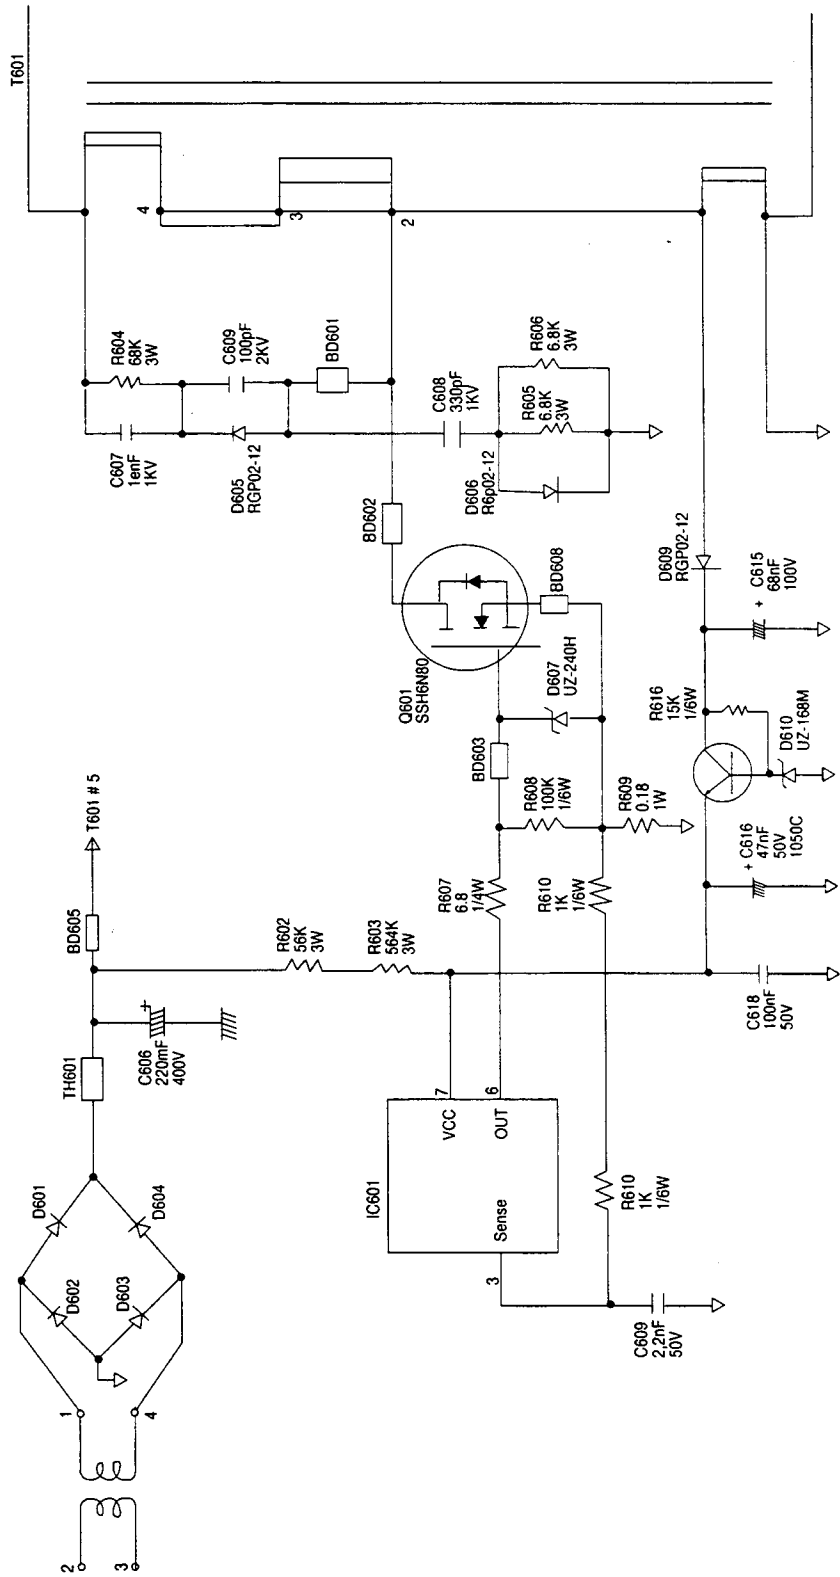 T601
T601 # 5
BD605
TH601
C606
220mF
400V
+
D601
D604
D602
D603
1
4
2
3
R602
56K
3W
R603
564K
3W
R604
68K
3W
C609
100pF
2KV
BD601
C607
1enF
1KV
D605
RGP02-12
4
3
2
C608
330pF
1KV
R606
6.8K
3W
R605
6.8K
3W
D606
R6p02-12
BD602
Q601
SSH6N80
BD608
D607
UZ-240H
BD603
R608
100K
1/6W
R609
0.18
1W
R607
6.8
1/4W
R610
1K
1/6W
IC601
VCC
7
OUT
6
Sense
3
R610
1K
1/6W
C609
2,2nF
50V
D609
RGP02-12
+ C615
68nF
100V
R616
15K
1/6W
D610
UZ-168M
+ C616
47nF
50V
1050C
C618
100nF
50V